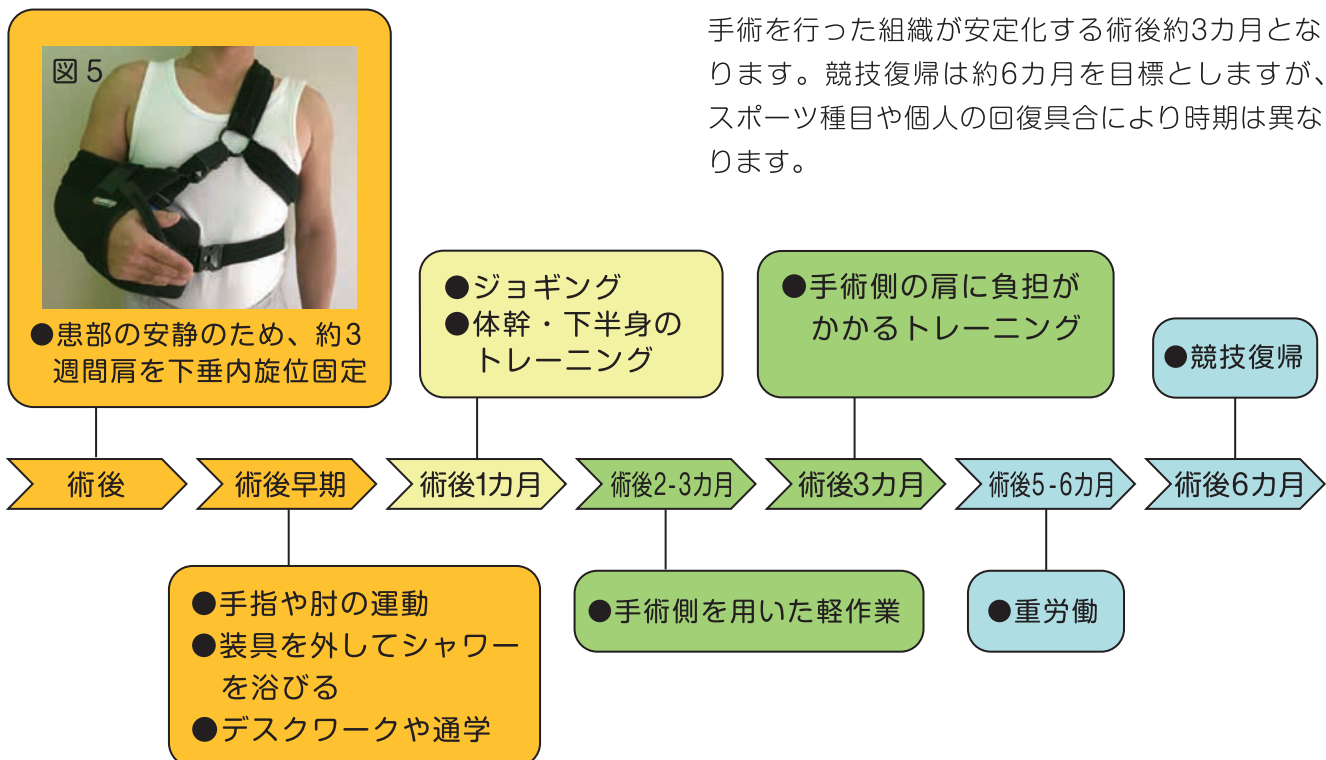 手術を行った組織が安定化する術後約3カ月とな
ります。競技復帰は約6カ月を目標としますが、
スポーツ種目や個人の回復具合により時期は異な
ります。
図5
●患部の安静のため、約3
週間肩を下垂内旋位固定
●ジョギング
●体幹・下半身の
トレーニング
●手術側の肩に負担が
かかるトレーニング
●競技復帰
術後
術後早期
術後1カ月
術後2-3カ月
術後3カ月
術後5-6カ月
術後6カ月
●手指や肘の運動
●装具を外してシャワー
を浴びる
●デスクワークや通学
●手術側を用いた軽作業
●重労働